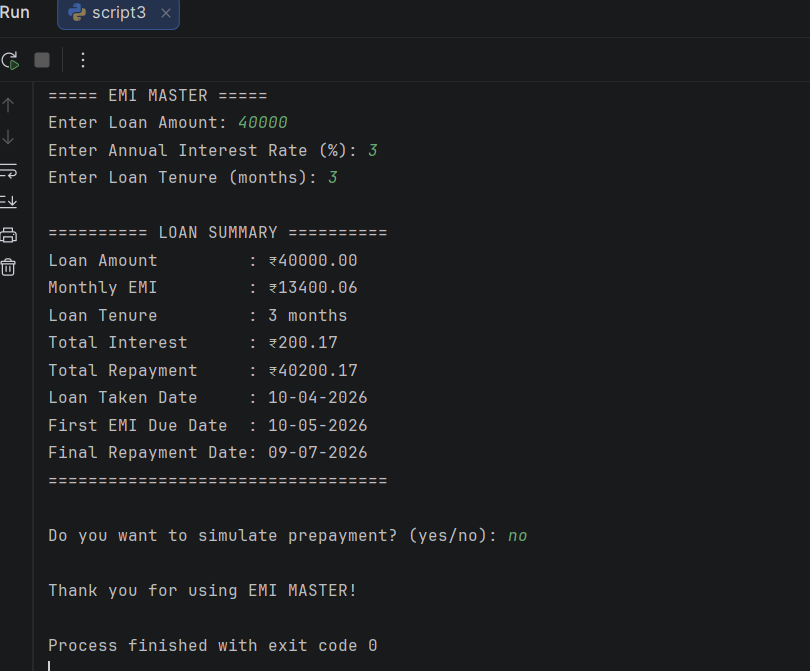 Run
script3
===== EMI MASTER =====
Enter Loan Amount: 40000
Enter Annual Interest Rate (%): 3
Enter Loan Tenure (months): 3
========== LOAN SUMMARY ==========
Loan Amount         : ₹40000.00
Monthly EMI         : ₹13400.06
Loan Tenure         : 3 months
Total Interest      : ₹200.17
Total Repayment     : ₹40200.17
Loan Taken Date     : 10-04-2026
First EMI Due Date  : 10-05-2026
Final Repayment Date: 09-07-2026
==================================
Do you want to simulate prepayment? (yes/no): no
Thank you for using EMI MASTER!
Process finished with exit code 0